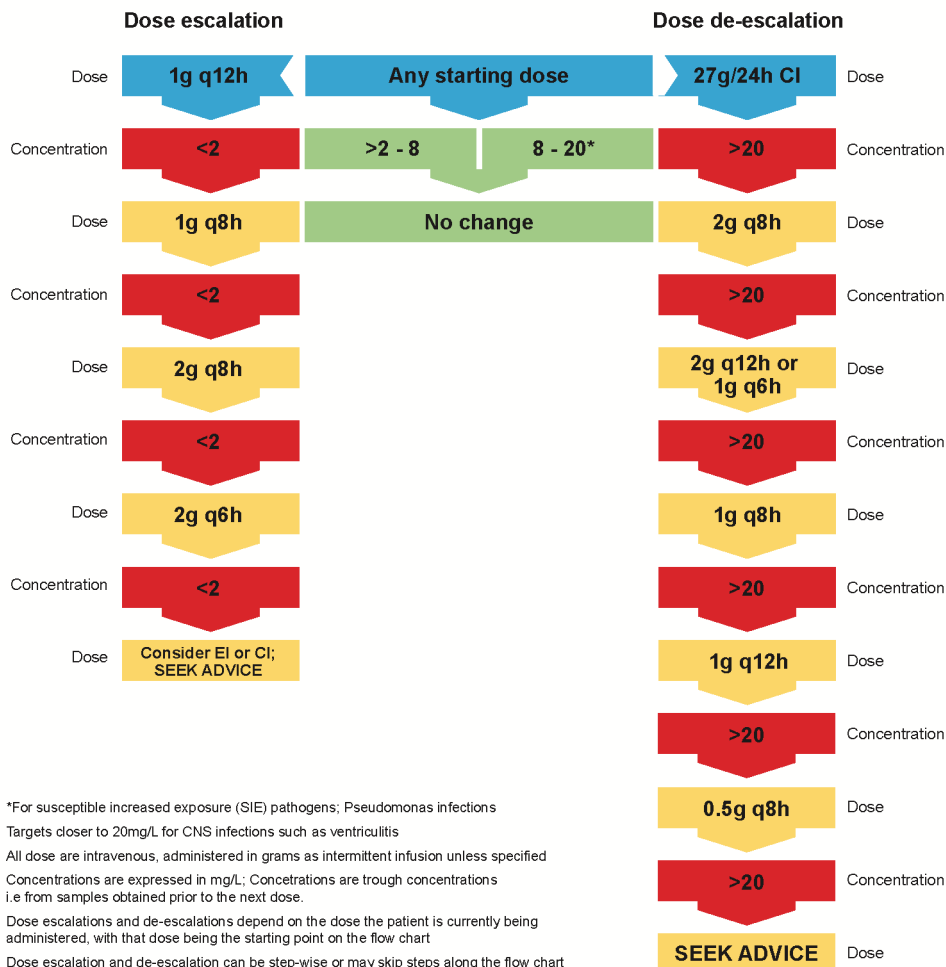 Dose escalation
Dose de-escalation
Dose
1g q12h
Any starting dose
27g/24h CI
Dose
Concentration
<2
>2 - 8
8 - 20*
>20
Concentration
Dose
1g q8h
No change
2g q8h
Dose
Concentration
<2
>20
Concentration
Dose
2g q8h
2g q12h or
1g q6h
Dose
Concentration
<2
>20
Concentration
Dose
2g q6h
1g q8h
Dose
Concentration
<2
>20
Concentration
Dose
Consider EI or CI;
SEEK ADVICE
1g q12h
Dose
>20
Concentration
0.5g q8h
Dose
>20
Concentration
SEEK ADVICE
Dose
*For susceptible increased exposure (SIE) pathogens; Pseudomonas infections
Targets closer to 20mg/L for CNS infections such as ventriculitis
All dose are intravenous, administered in grams as intermittent infusion unless specified
Concentrations are expressed in mg/L; Concetrations are trough concentrations
i.e from samples obtained prior to the next dose.
Dose escalations and de-escalations depend on the dose the patient is currently being
administered, with that dose being the starting point on the flow chart
Dose escalation and de-escalation can be step-wise or may skip steps along the flow chart